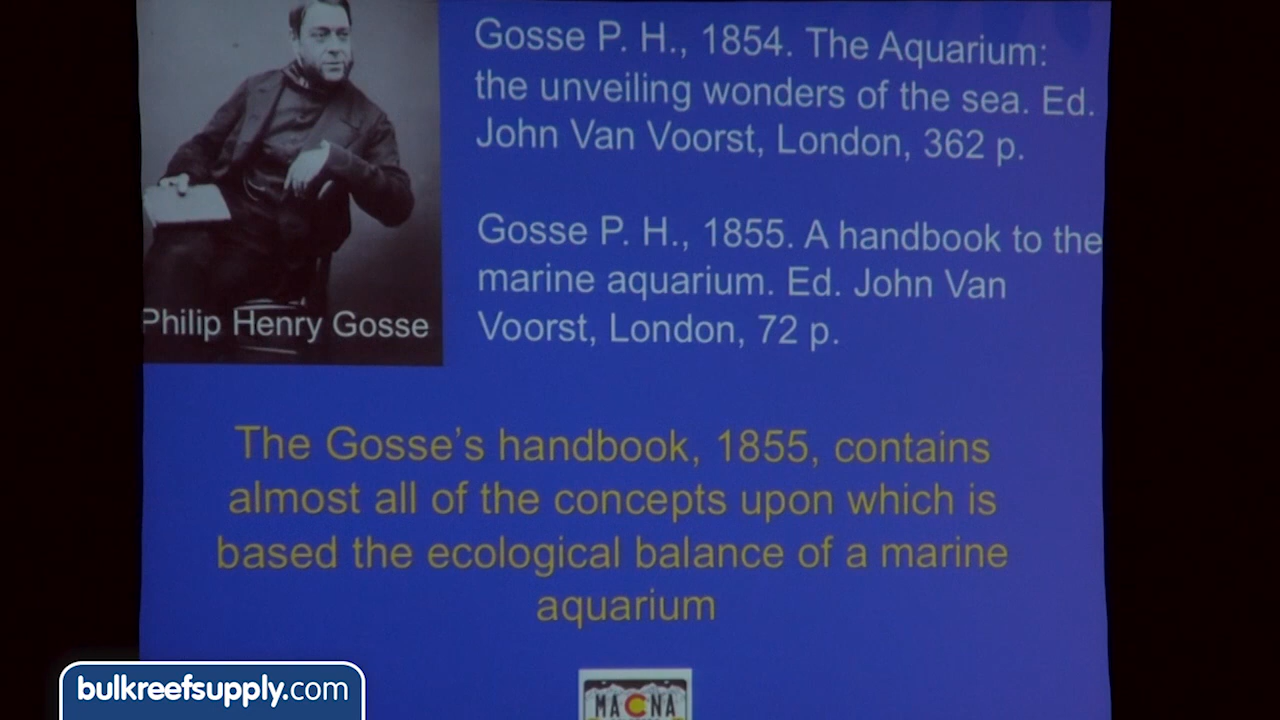 Gosse P. H., 1854. The Aquarium:
the unveiling wonders of the sea. Ed.
John Van Voorst, London, 362 p.
Gosse P. H., 1855. A handbook to the
marine aquarium. Ed. John Van
Voorst, London, 72 p.
Philip Henry Gosse
The Gosse's handbook, 1855, contains
almost all of the concepts upon which is
based the ecological balance of a marine
aquarium
bulkreefsupply.com
MACNA